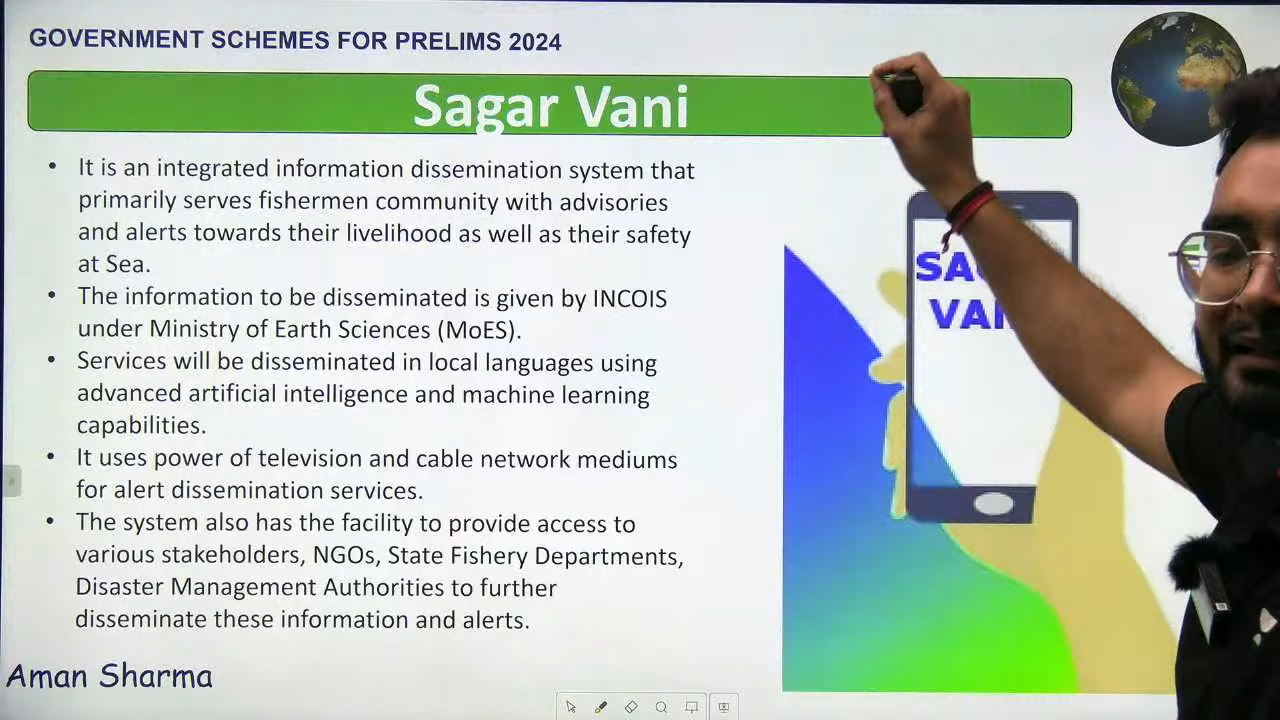 GOVERNMENT SCHEMES FOR PRELIMS 2024
Sagar Vani
• It is an integrated information dissemination system that
primarily serves fishermen community with advisories
and alerts towards their livelihood as well as their safety
at Sea.
• The information to be disseminated is given by INCOIS
under Ministry of Earth Sciences (MoES).
• Services will be disseminated in local languages using
advanced artificial intelligence and machine learning
capabilities.
• It uses power of television and cable network mediums
for alert dissemination services.
• The system also has the facility to provide access to
various stakeholders, NGOs, State Fishery Departments,
Disaster Management Authorities to further
disseminate these information and alerts.
Aman Sharma